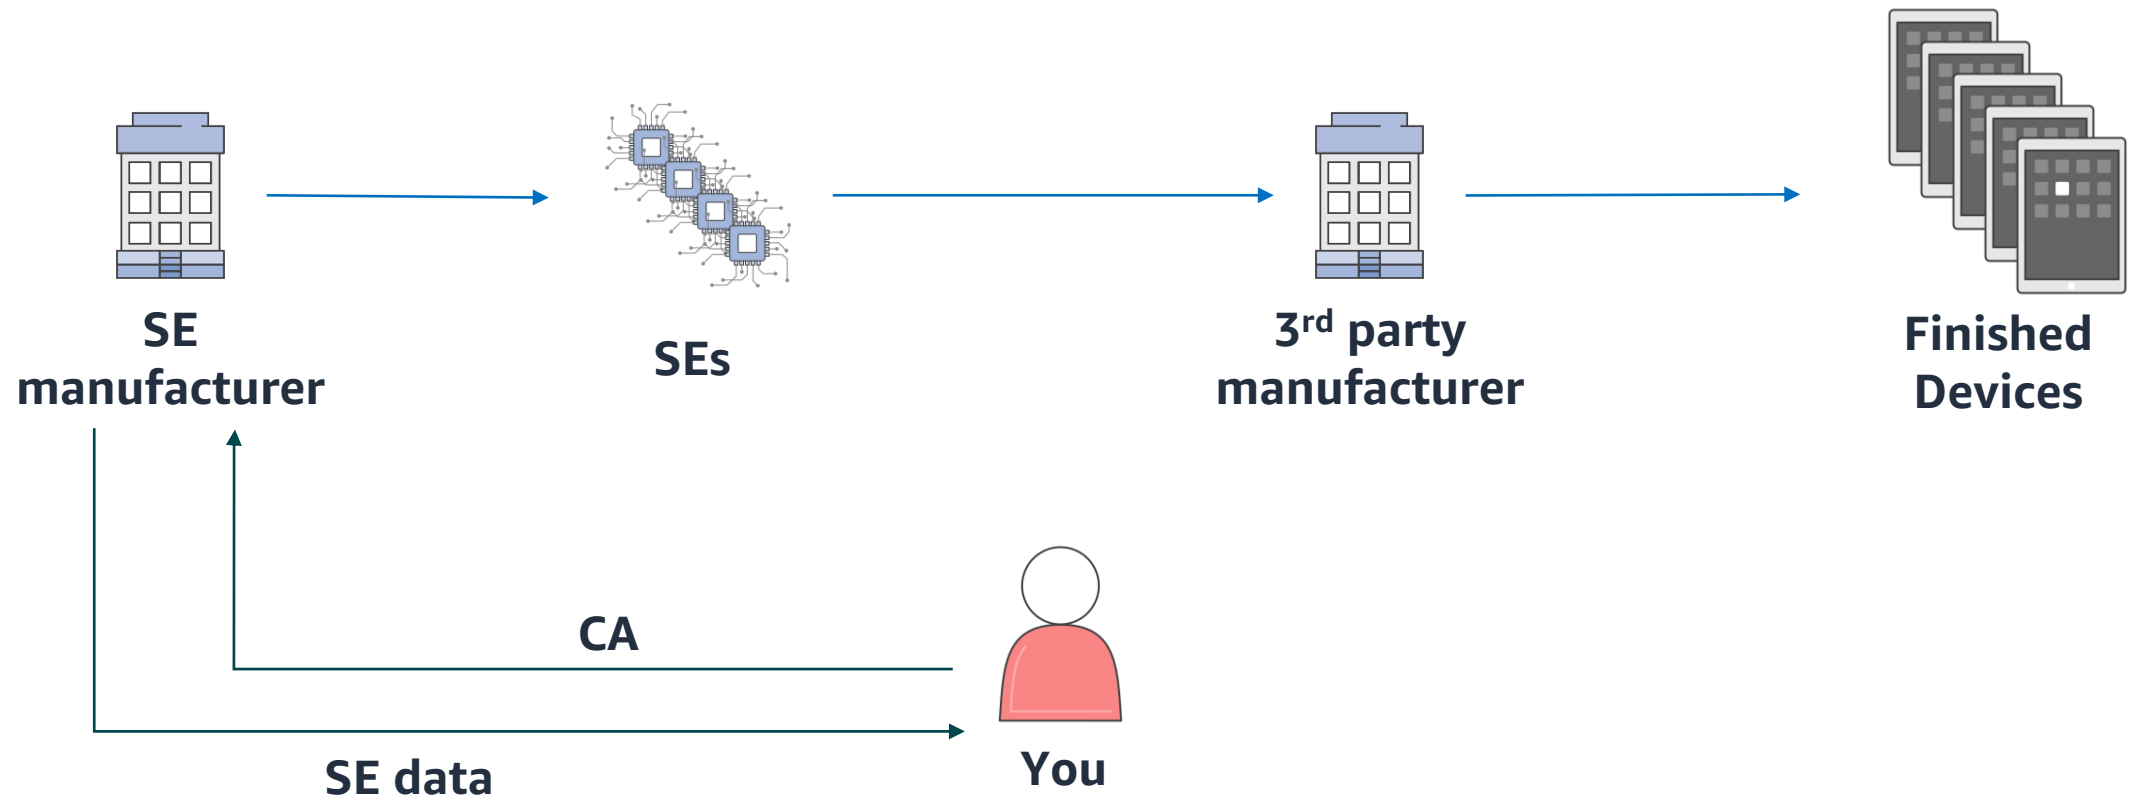 SE
manufacturer
SEs
3rd party
manufacturer
Finished
Devices
CA
SE data
You